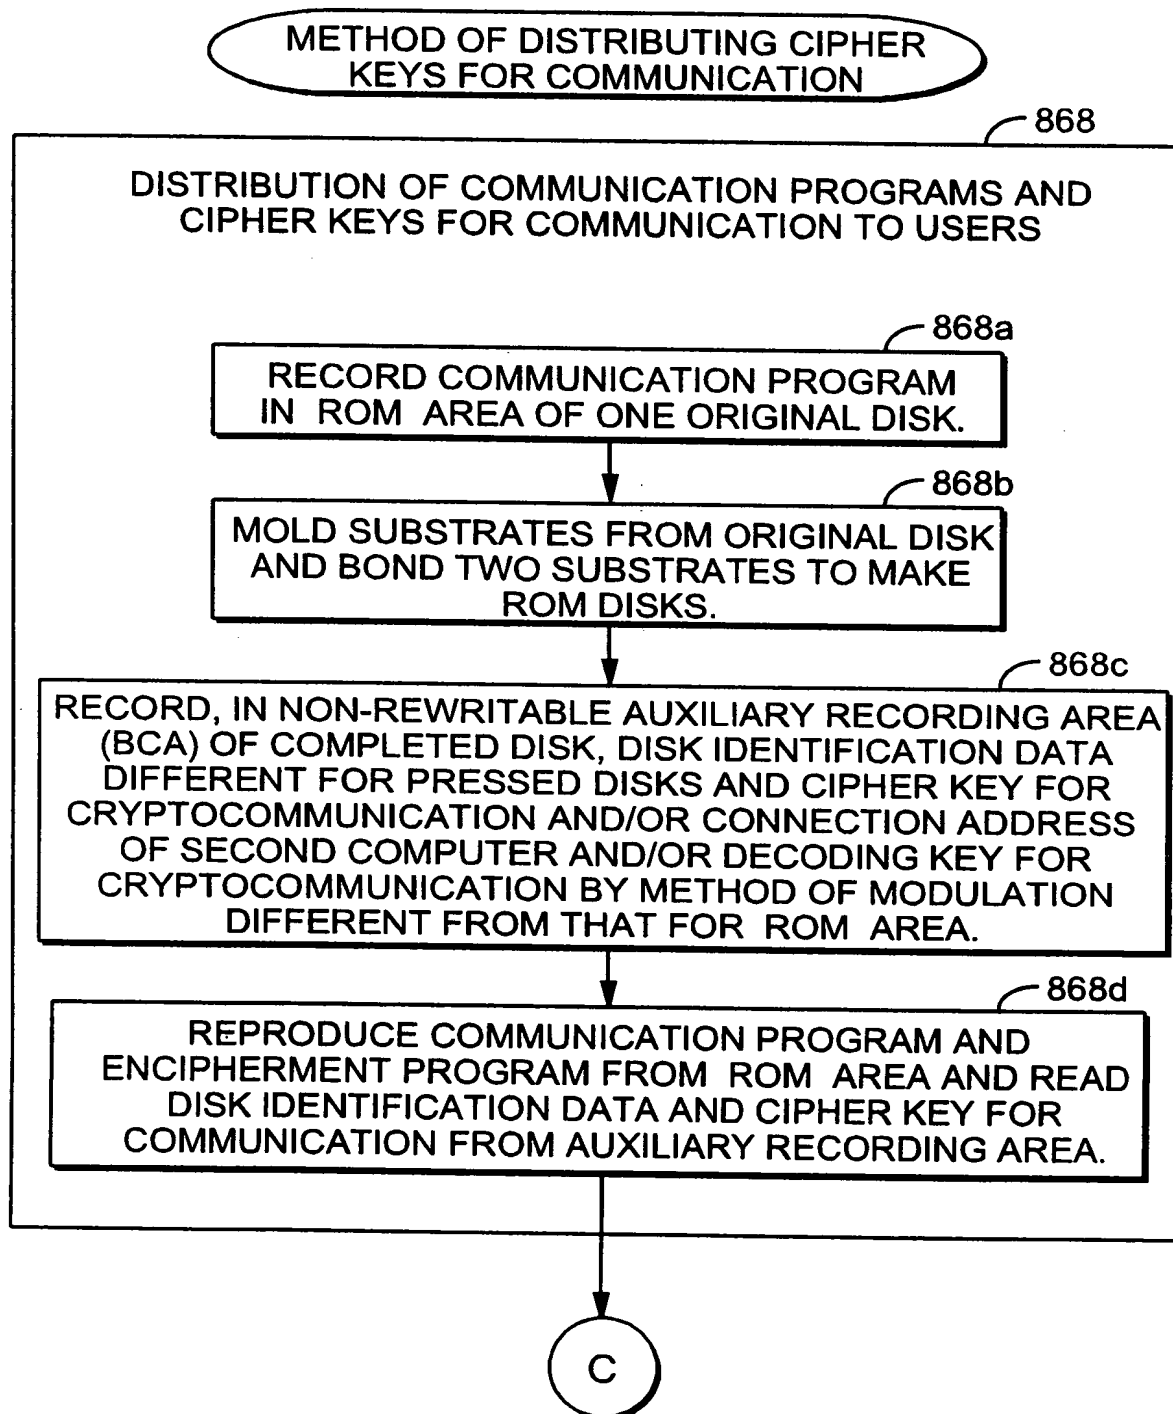 METHOD OF DISTRIBUTING CIPHER
KEYS FOR COMMUNICATION
868
DISTRIBUTION OF COMMUNICATION PROGRAMS AND
CIPHER KEYS FOR COMMUNICATION TO USERS
868a
RECORD COMMUNICATION PROGRAM
IN ROM AREA OF ONE ORIGINAL DISK.
868b
MOLD SUBSTRATES FROM ORIGINAL DISK
AND BOND TWO SUBSTRATES TO MAKE
ROM DISKS.
868c
RECORD, IN NON-REWRITABLE AUXILIARY RECORDING AREA
(BCA) OF COMPLETED DISK, DISK IDENTIFICATION DATA
DIFFERENT FOR PRESSED DISKS AND CIPHER KEY FOR
CRYPTOCOMMUNICATION AND/OR CONNECTION ADDRESS
OF SECOND COMPUTER AND/OR DECODING KEY FOR
CRYPTOCOMMUNICATION BY METHOD OF MODULATION
DIFFERENT FROM THAT FOR ROM AREA.
868d
REPRODUCE COMMUNICATION PROGRAM AND
ENCIPHERMENT PROGRAM FROM ROM AREA AND READ
DISK IDENTIFICATION DATA AND CIPHER KEY FOR
COMMUNICATION FROM AUXILIARY RECORDING AREA.
C